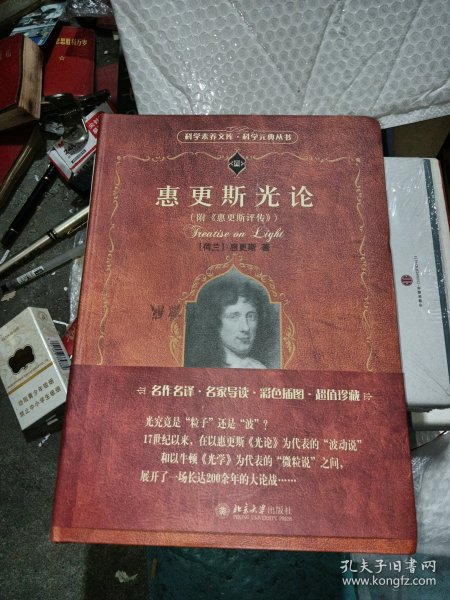 科学素养文库·科学元典丛书
惠更斯光论
(附《惠更斯评传》)
Treatise on Light
[荷兰] 惠更斯 著
名作名译·名家导读·彩色插图·超值珍藏
光究竟是“粒子”还是“波”?
17世纪以来，在以惠更斯《光论》为代表的“波动说”
和以牛顿《光学》为代表的“微粒说”之间，
展开了一场长达200余年的大论战……
北京大学出版社
PEKING UNIVERSITY PRESS
孔夫子旧书网
www.kongfz.com